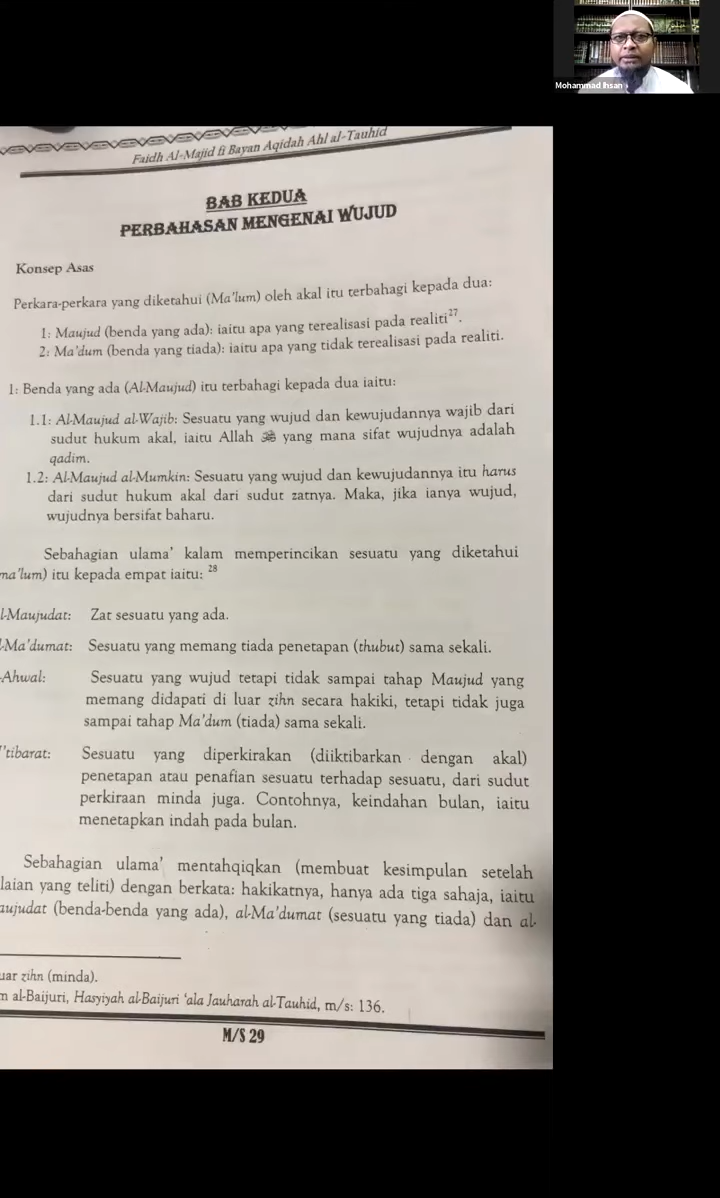 Mohammad Ihsan
Faidh Al-Majid fi Bayan Aqidah Ahl al-Tauhid
BAB KEDUA
PERBAHASAN MENGENAI WUJUD
Konsep Asas
Perkara-perkara yang diketahui (Ma'lum) oleh akal itu terbahagi kepada dua:
1: Maujud (benda yang ada): iaitu apa yang terealisasi pada realiti27.
2: Ma'dum (benda yang tiada): iaitu apa yang tidak terealisasi pada realiti.
1: Benda yang ada (Al-Maujud) itu terbahagi kepada dua iaitu:
1.1: Al-Maujud al-Wajib: Sesuatu yang wujud dan kewujudannya wajib dari
sudut hukum akal, iaitu Allah ﷻ yang mana sifat wujudnya adalah
qadim.
1.2: Al-Maujud al-Mumkin: Sesuatu yang wujud dan kewujudannya itu harus
dari sudut hukum akal dari sudut zatnya. Maka, jika ianya wujud,
wujudnya bersifat baharu.
Sebahagian ulama' kalam memperincikan sesuatu yang diketahui
ma'lum) itu kepada empat iaitu: 28
l-Maujudat: Zat sesuatu yang ada.
-Ma'dumat: Sesuatu yang memang tiada penetapan (thubut) sama sekali.
-Ahwal: Sesuatu yang wujud tetapi tidak sampai tahap Maujud yang
memang didapati di luar zihn secara hakiki, tetapi tidak juga
sampai tahap Ma'dum (tiada) sama sekali.
I'tibarat: Sesuatu yang diperkirakan (diiktibarkan dengan akal)
penetapan atau penafian sesuatu terhadap sesuatu, dari sudut
perkiraan minda juga. Contohnya, keindahan bulan, iaitu
menetapkan indah pada bulan.
Sebahagian ulama' mentahqiqkan (membuat kesimpulan setelah
laian yang teliti) dengan berkata: hakikatnya, hanya ada tiga sahaja, iaitu
aujudat (benda-benda yang ada), al-Ma'dumat (sesuatu yang tiada) dan al-
uar zihn (minda).
m al-Baijuri, Hasyiyah al-Baijuri 'ala Jauharah al-Tauhid, m/s: 136.
M/S 29